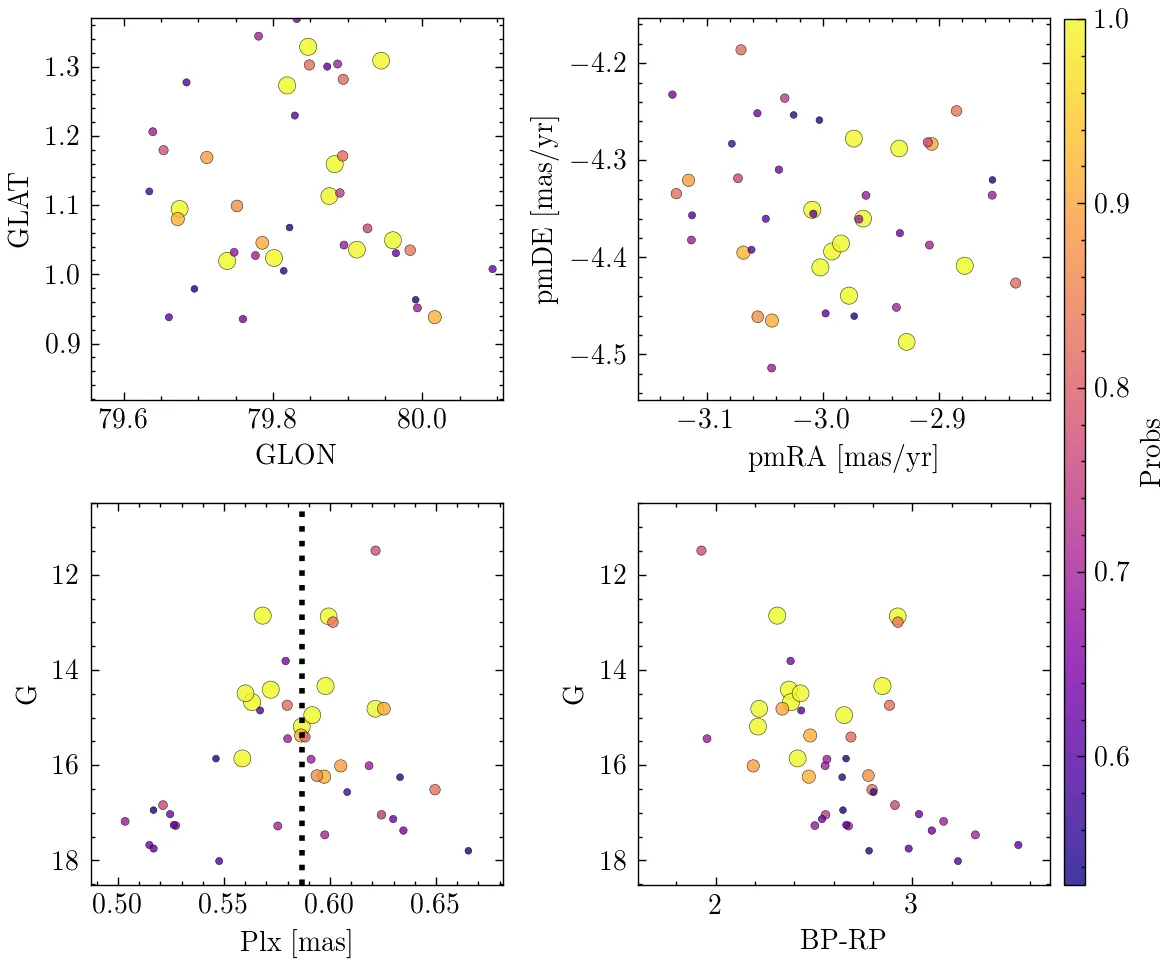 1.3
1.2
1.1
1.0
0.9
GLAT
79.6 79.8 80.0
GLON
−4.2
−4.3
−4.4
−4.5
pmDE [mas/yr]
−3.1 −3.0 −2.9
pmRA [mas/yr]
12
14
16
18
G
0.50 0.55 0.60 0.65
Plx [mas]
12
14
16
18
G
2 3
BP-RP
1.0
0.9
0.8
0.7
0.6
Probs